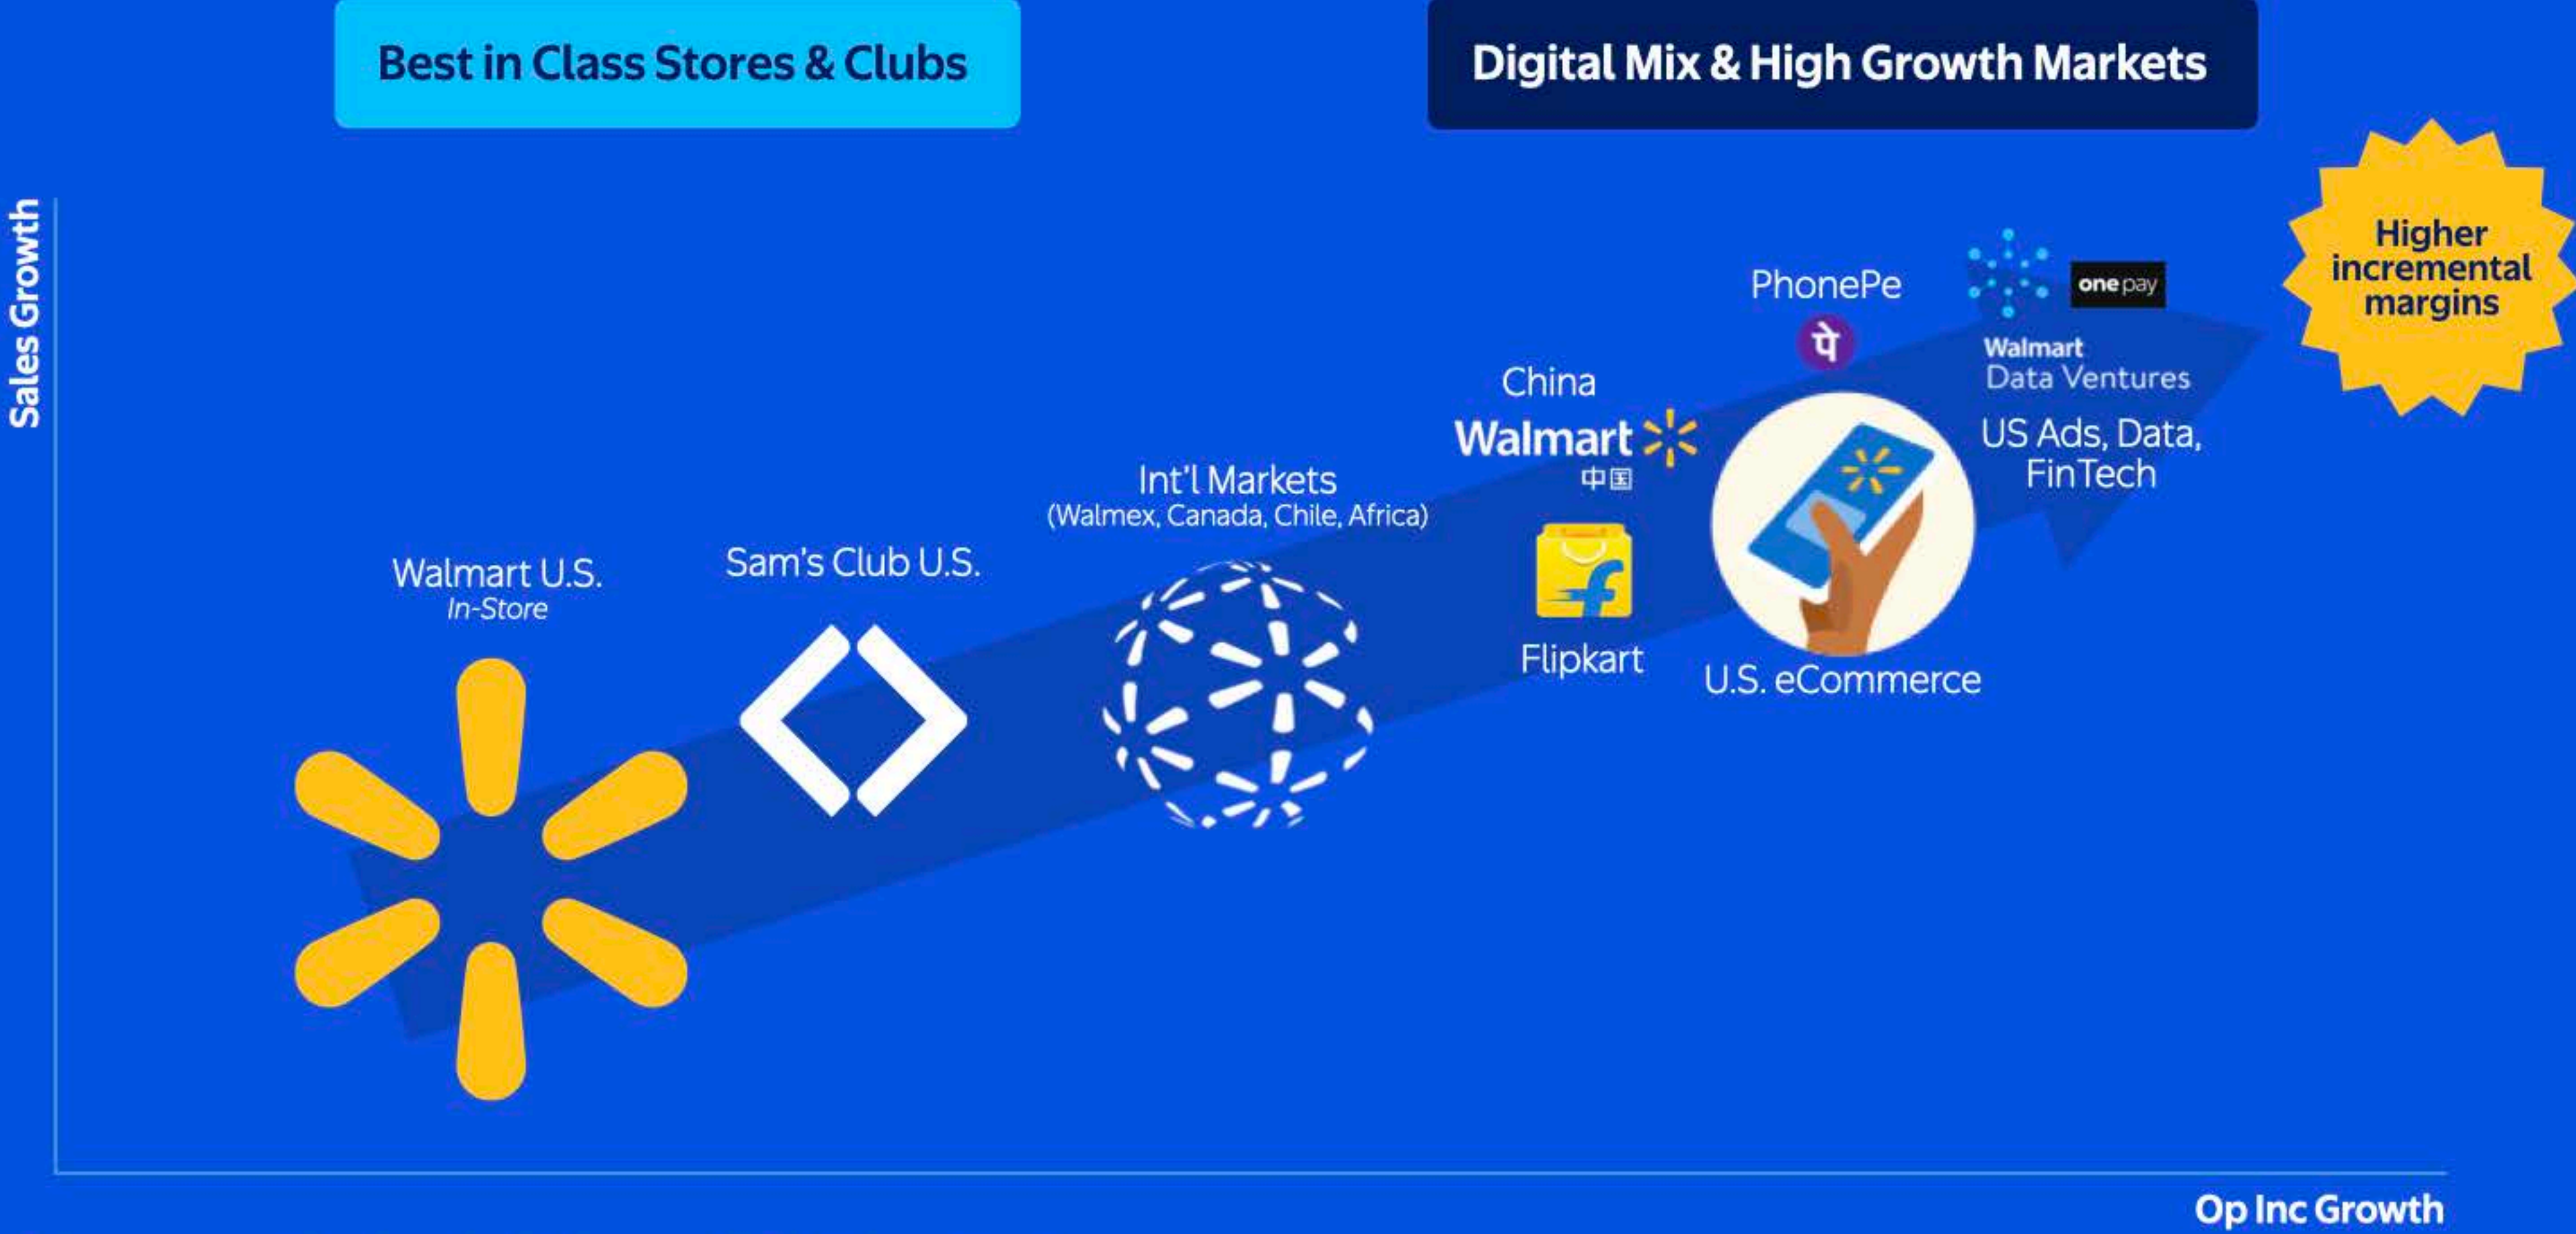 Best in Class Stores & Clubs
Digital Mix & High Growth Markets
Sales Growth
Higher
incremental
margins
Walmart U.S.
In-Store
Sam's Club U.S.
Int'l Markets
(Walmex, Canada, Chile, Africa)
China
Walmart
中国
Flipkart
PhonePe
पे
U.S. eCommerce
one pay
Walmart
Data Ventures
US Ads, Data,
FinTech
Op Inc Growth